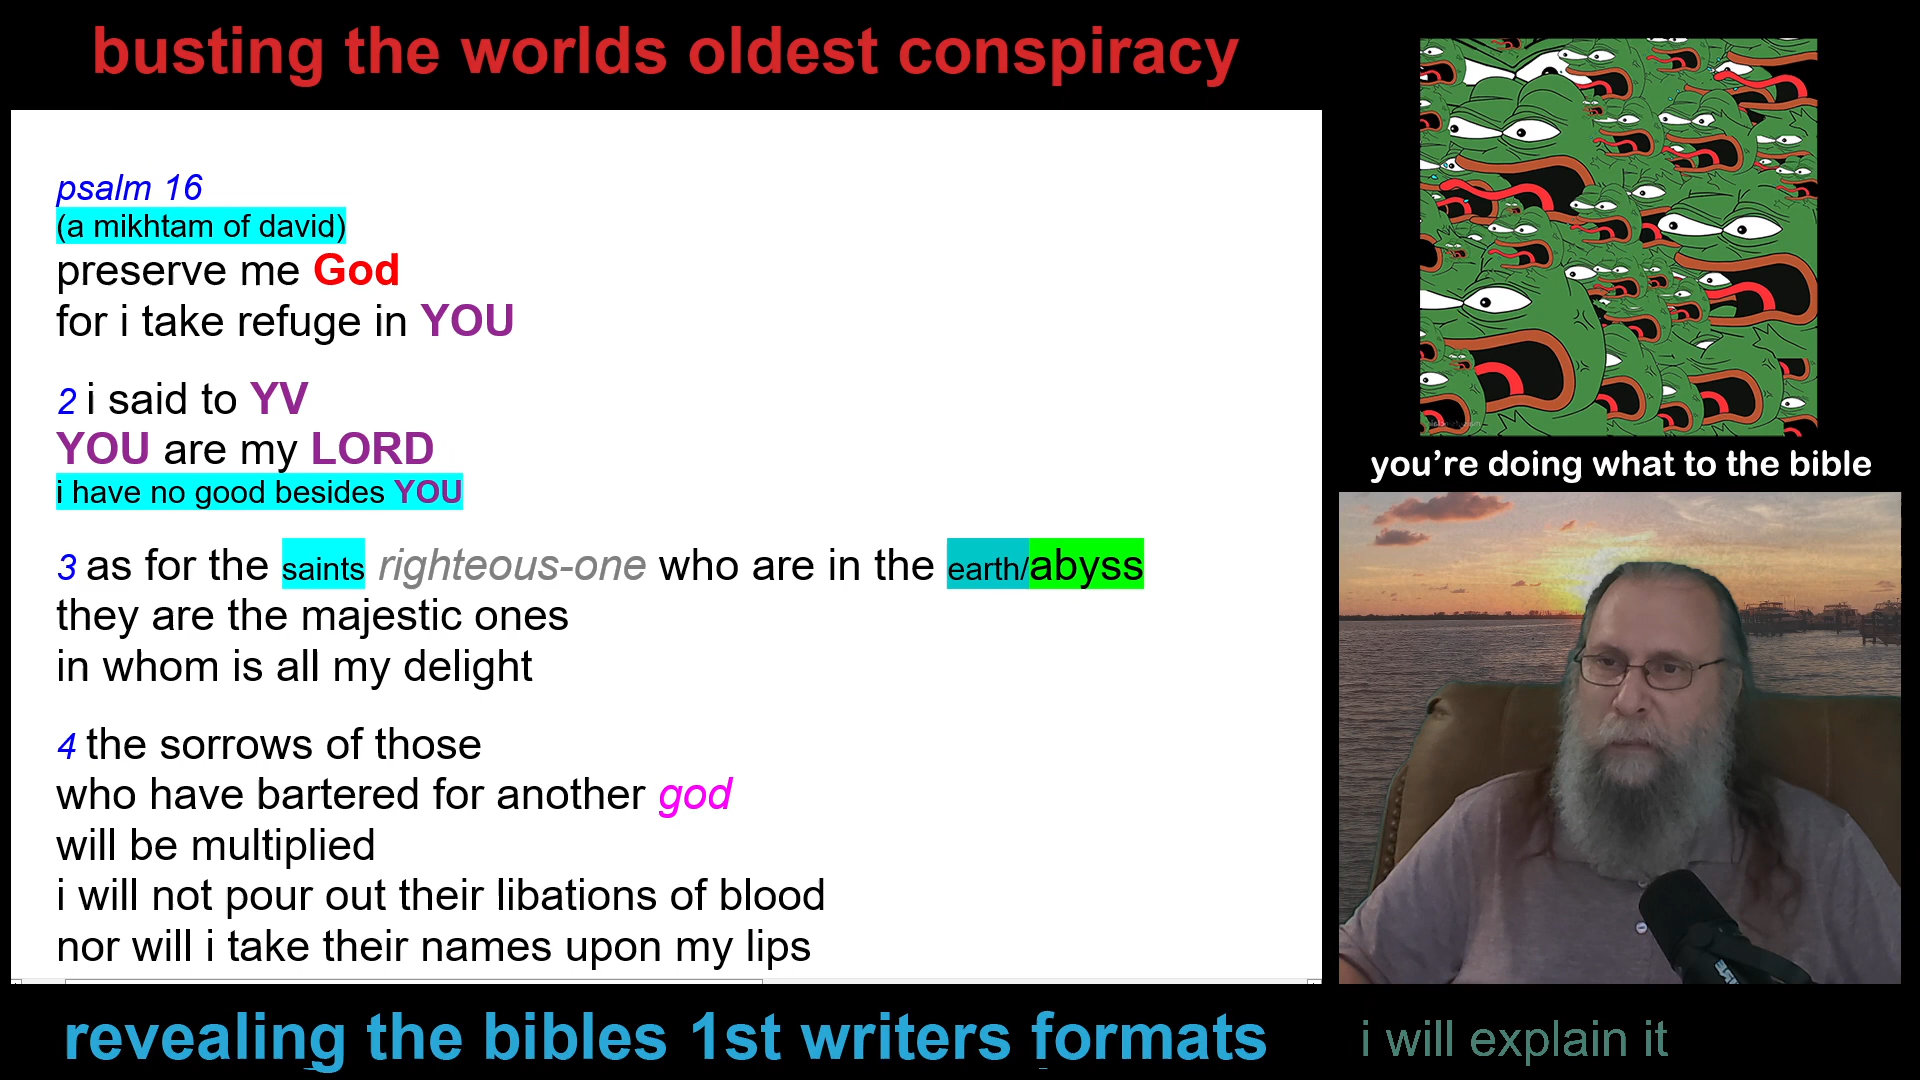 busting the worlds oldest conspiracy
psalm 16
(a mikhtam of david)
preserve me God
for i take refuge in YOU
2 i said to YV
YOU are my LORD
i have no good besides YOU
3 as for the saints righteous-one who are in the earth/abyss
they are the majestic ones
in whom is all my delight
4 the sorrows of those
who have bartered for another god
will be multiplied
i will not pour out their libations of blood
nor will i take their names upon my lips
you're doing what to the bible
revealing the bibles 1st writers formats
i will explain it